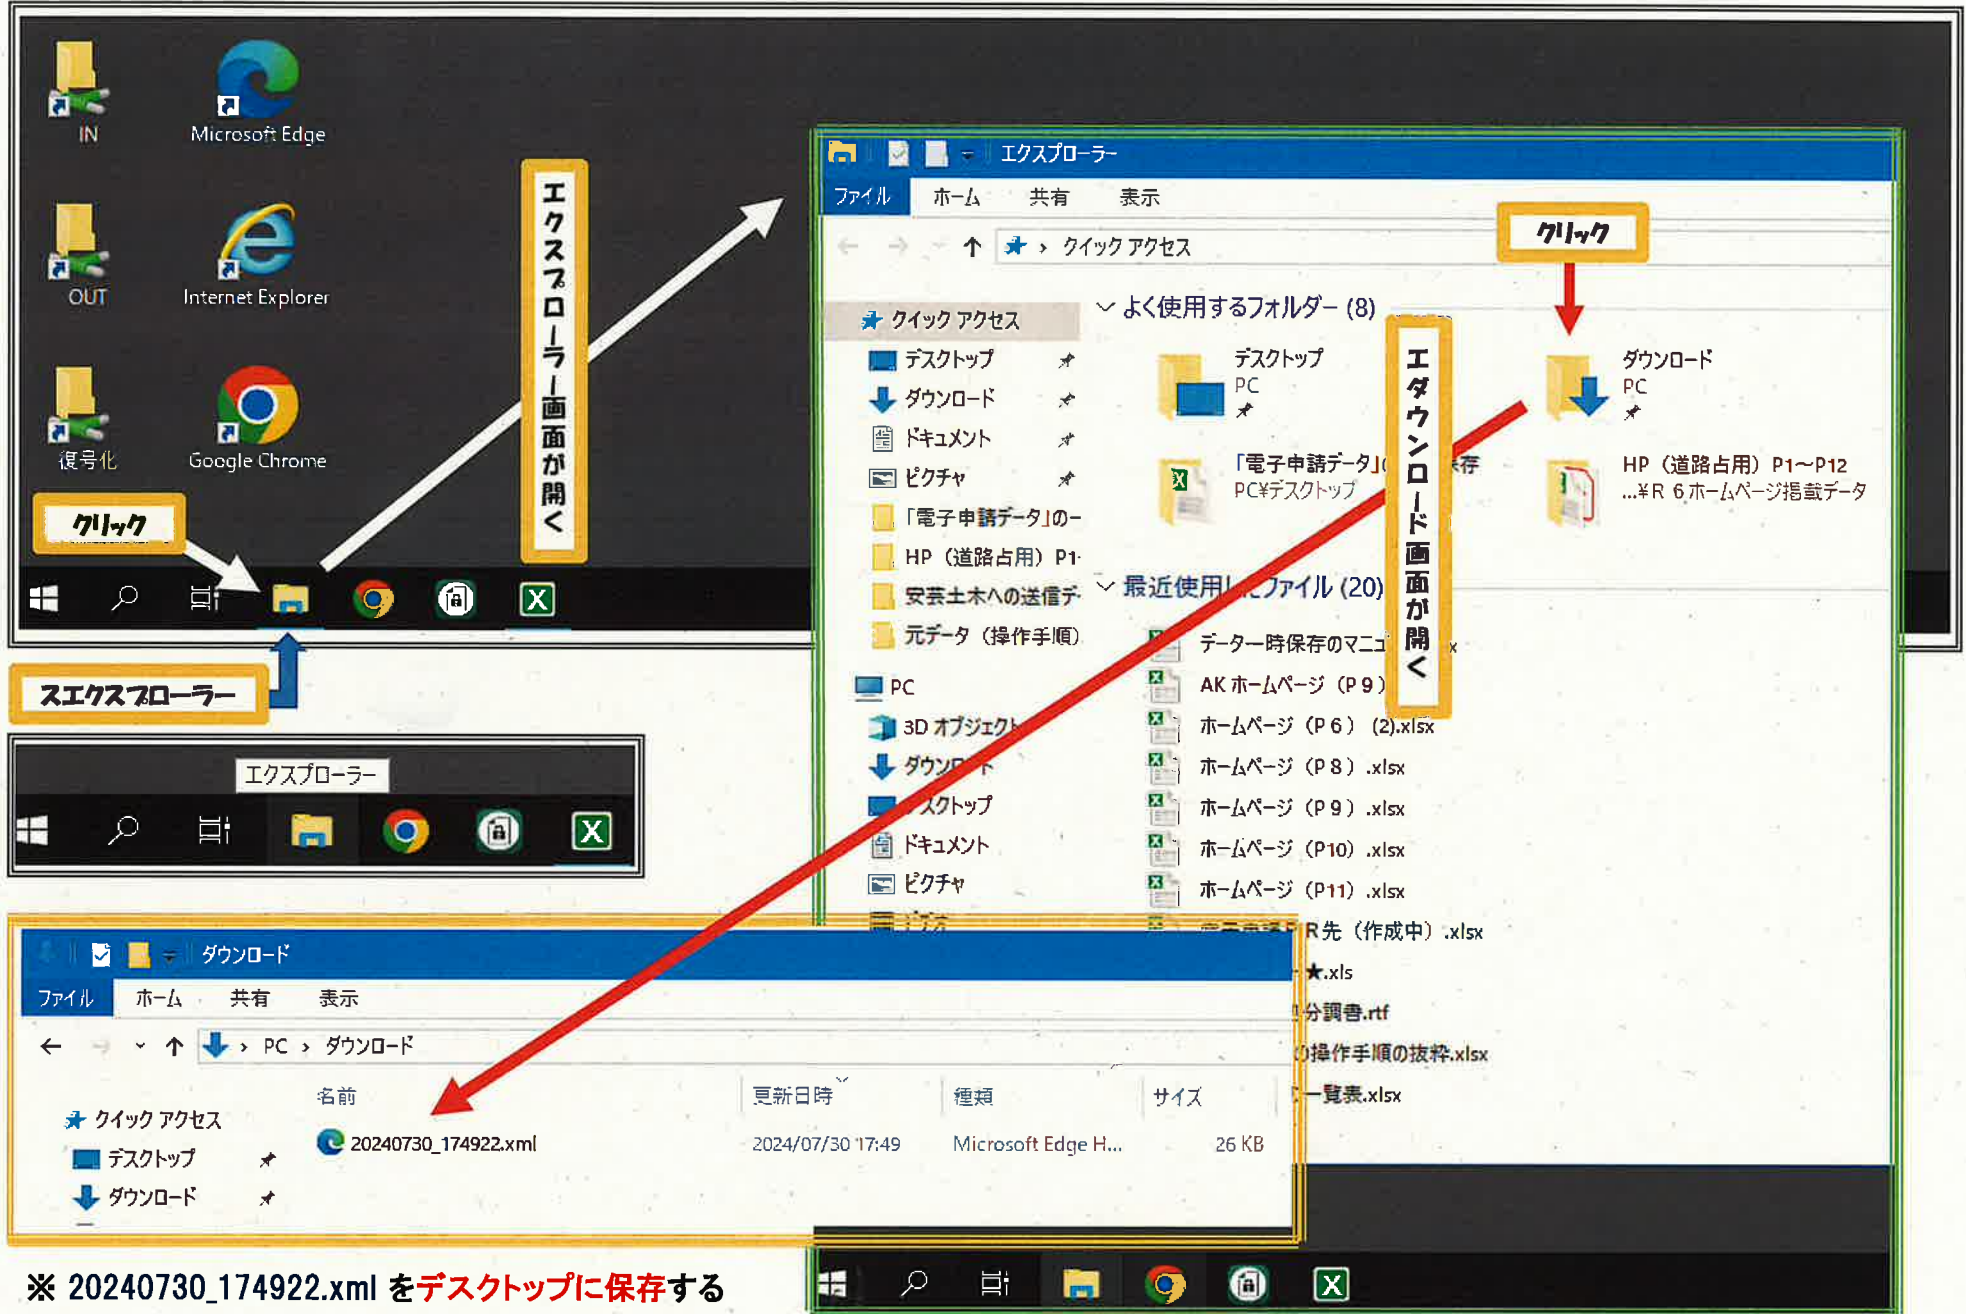 IN
Microsoft Edge
OUT
Internet Explorer
復号化
Google Chrome
クリック
エクスプローラー画面が開く
スエクスプローラー
エクスプローラー
エクスプローラー
ファイル ホーム 共有 表示
クイック アクセス
クリック
クイック アクセス
デスクトップ
ダウンロード
ドキュメント
ピクチャ
「電子申請データ」の一
HP（道路占用）P1-
安芸土木への送信デ-
元データ（操作手順）
PC
3D オブジェクト
ダウンロード
デスクトップ
ドキュメント
ピクチャ
ビデオ
よく使用するフォルダー (8)
デスクトップ
PC
ダウンロード
PC
「電子申請データ」 保存
PC¥デスクトップ
HP（道路占用）P1～P12
...¥R 6 ホームページ掲載データ
エダウンロード画面が開く
最近使用したファイル (20)
データ一時保存のマニュ x
AK ホームページ（P 9）
ホームページ（P 6） (2).xlsx
ホームページ（P 8）.xlsx
ホームページ（P 9）.xlsx
ホームページ（P10）.xlsx
ホームページ（P11）.xlsx
R先（作成中）.xlsx
★.xls
分調書.rtf
操作手順の抜粋.xlsx
一覧表.xlsx
ダウンロード
ファイル ホーム 共有 表示
PC › ダウンロード
名前 更新日時 種類 サイズ
クイック アクセス
20240730_174922.xml 2024/07/30 17:49 Microsoft Edge H... 26 KB
デスクトップ
ダウンロード
※ 20240730_174922.xml をデスクトップに保存する